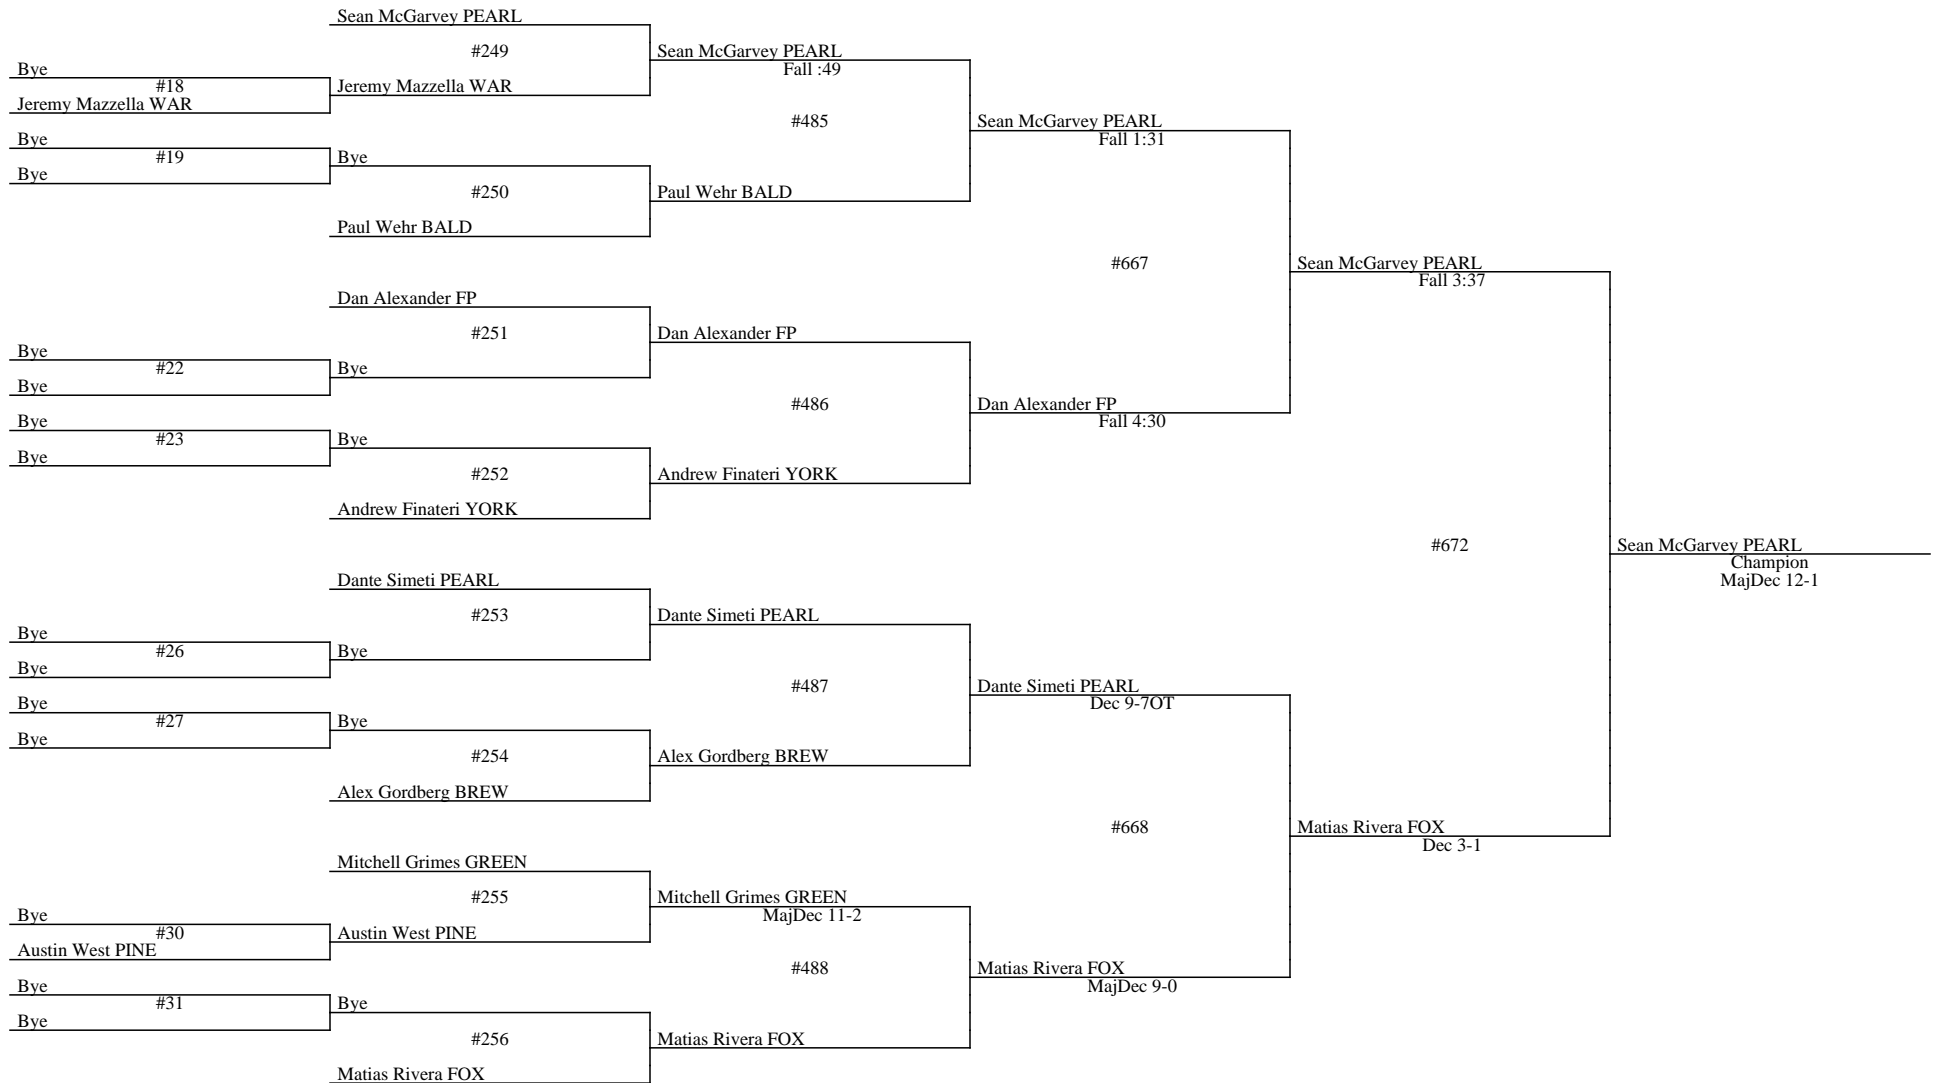 Sean McGarvey PEARL
#249
Sean McGarvey PEARL
Fall :49
Bye
#18
Jeremy Mazzella WAR
Jeremy Mazzella WAR
#485
Sean McGarvey PEARL
Fall 1:31
Bye
#19
Bye
Bye
#250
Paul Wehr BALD
Paul Wehr BALD
#667
Sean McGarvey PEARL
Fall 3:37
Dan Alexander FP
#251
Dan Alexander FP
Bye
#22
Bye
Bye
#486
Dan Alexander FP
Fall 4:30
Bye
#23
Bye
Bye
#252
Andrew Finateri YORK
Andrew Finateri YORK
#672
Sean McGarvey PEARL
Champion
MajDec 12-1
Dante Simeti PEARL
#253
Dante Simeti PEARL
Bye
#26
Bye
Bye
#487
Dante Simeti PEARL
Dec 9-7OT
Bye
#27
Bye
Bye
#254
Alex Gordberg BREW
Alex Gordberg BREW
#668
Matias Rivera FOX
Dec 3-1
Mitchell Grimes GREEN
#255
Mitchell Grimes GREEN
MajDec 11-2
Bye
#30
Austin West PINE
Austin West PINE
#488
Matias Rivera FOX
MajDec 9-0
Bye
#31
Bye
Bye
#256
Matias Rivera FOX
Matias Rivera FOX